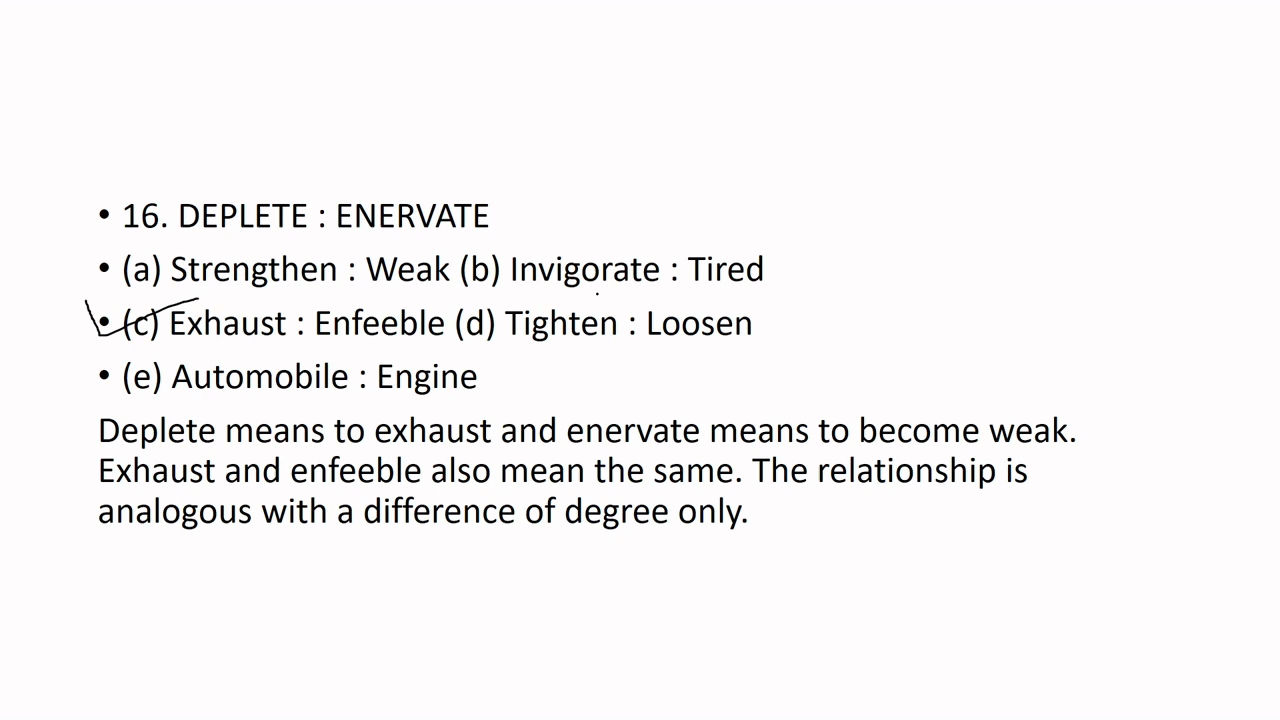 • 16. DEPLETE : ENERVATE
• (a) Strengthen : Weak (b) Invigorate : Tired
• (c) Exhaust : Enfeeble (d) Tighten : Loosen
• (e) Automobile : Engine
Deplete means to exhaust and enervate means to become weak.
Exhaust and enfeeble also mean the same. The relationship is
analogous with a difference of degree only.